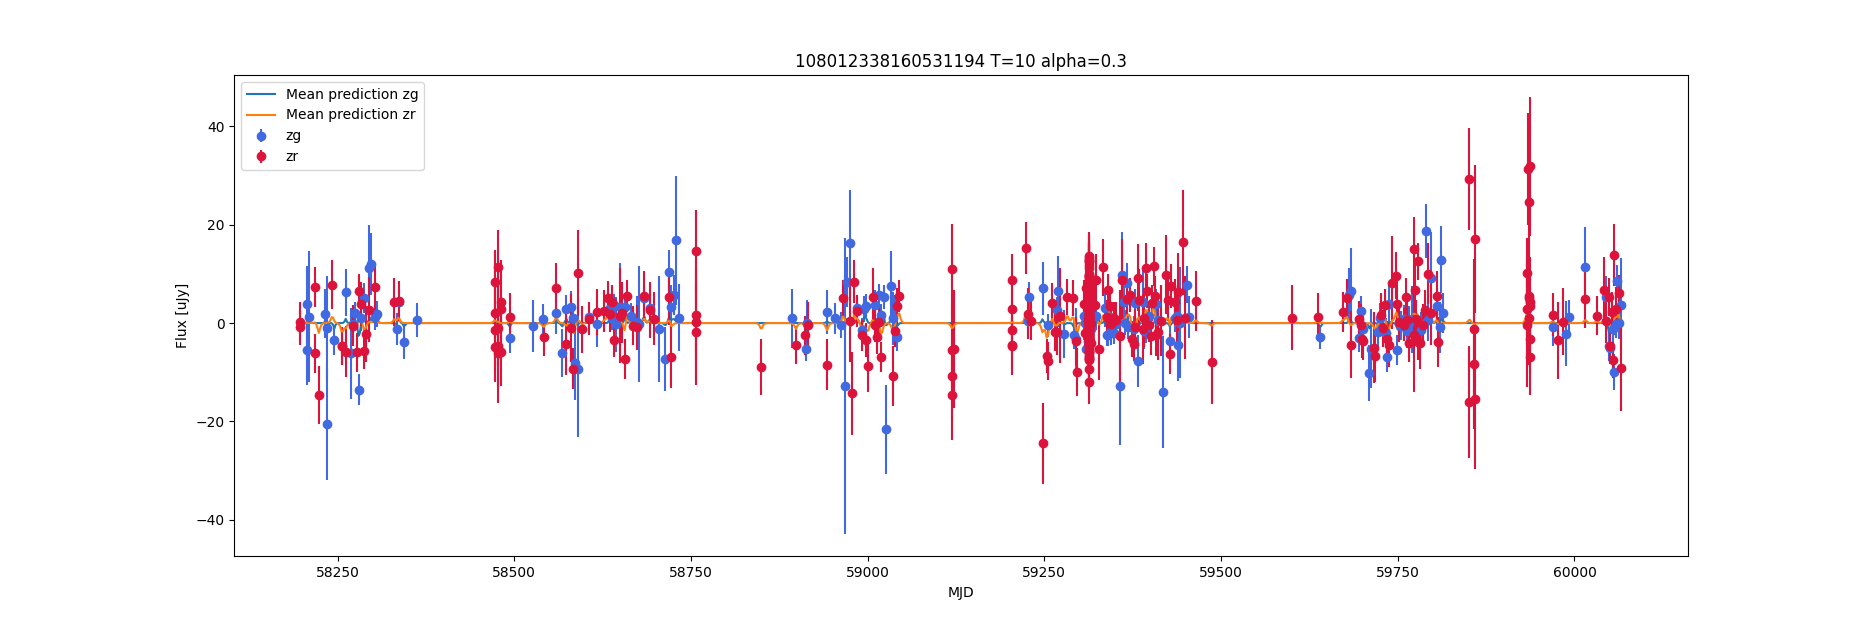 108012338160531194 T=10 alpha=0.3
Mean prediction zg
Mean prediction zr
zg
zr
Flux [uJy]
40
20
0
−20
−40
58250
58500
58750
59000
59250
59500
59750
60000
MJD